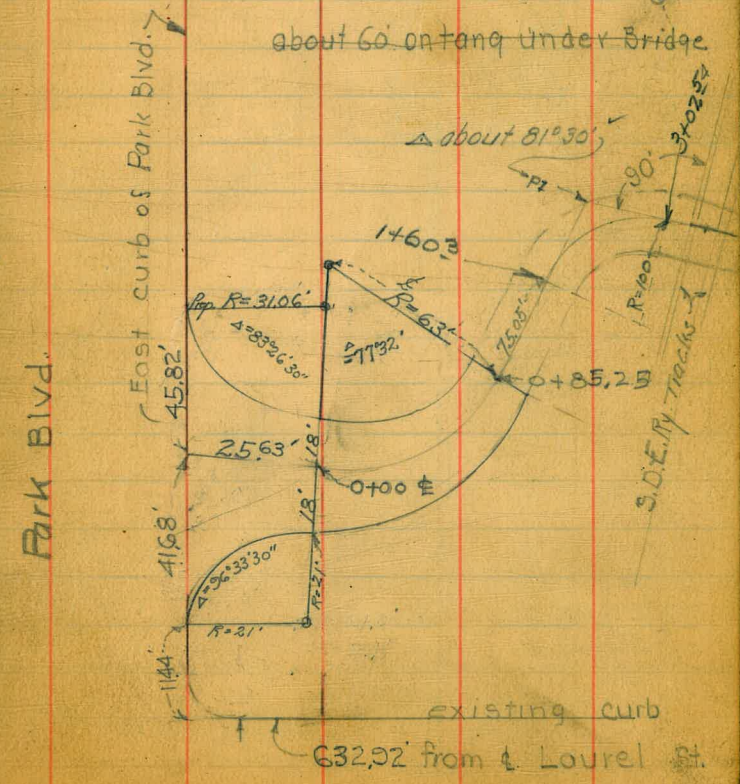 about 60' on tang under Bridge
East curb of Park Blvd.
Park Blvd.
Δ about 81°30'
PI
90'
3+02.54
1+60.3
Prop. R=31.06'
Δ=83°26'30"
R=63'
Δ=77°32'
75.05'
R=100'
0+85.25
S.D.E.Ry. Tracks
45.82'
25.63'
18'
0+00 ℄
18'
41.68'
Δ=96°33'30"
R=21'
R=21'
11.44'
existing curb
632.92' from ℄ Laurel St.